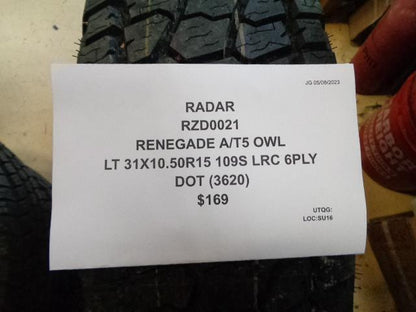 JG 05/08/2023
RADAR
RZD0021
RENEGADE A/T5 OWL
LT 31X10.50R15 109S LRC 6PLY
DOT (3620)
$169
UTQG:
LOC:SU16